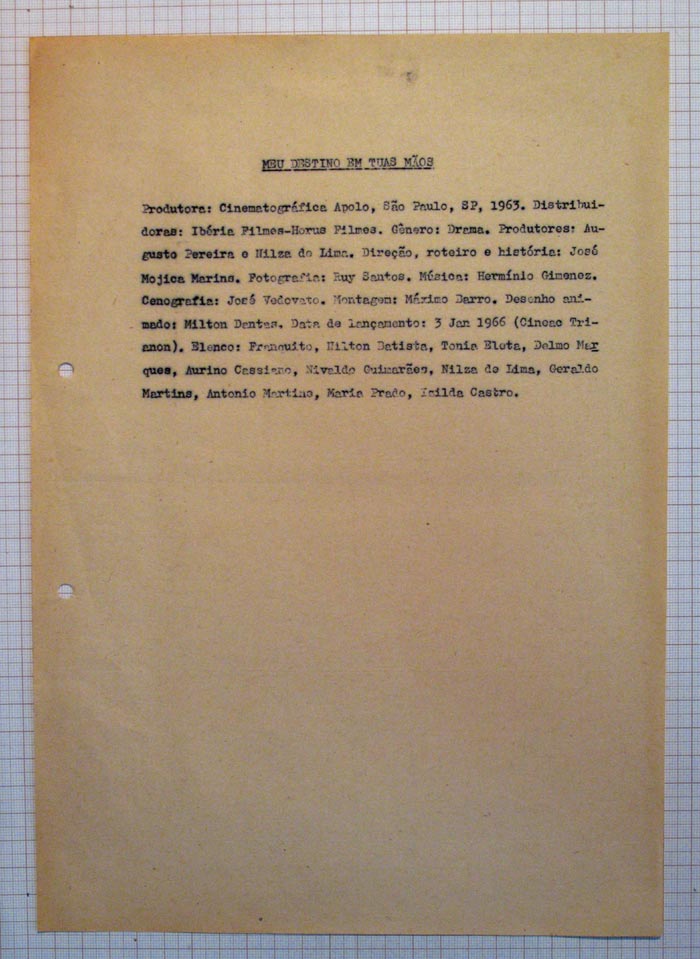 MEU DESTINO EM TUAS MÃOS
Produtora: Cinematográfica Apolo, São Paulo, SP, 1963. Distribui-
doras: Ibéria Filmes-Horus Filmes. Gênero: Drama. Produtores: Au-
gusto Pereira e Nilza de Lima. Direção, roteiro e história: José
Mojica Marins. Fotografia: Ruy Santos. Música: Hermínio Gimenez.
Cenografia: José Vedovato. Montagem: Máximo Barro. Desenho ani-
mado: Milton Dantas. Data de lançamento: 3 Jan 1966 (Cineac Tri-
anon). Elenco: Franquito, Hilton Batista, Tonia Eleta, Delmo Mar
ques, Aurino Cassiano, Nivaldo Guimarães, Nilza de Lima, Geraldo
Martins, Antonio Martins, Maria Prado, Castro.